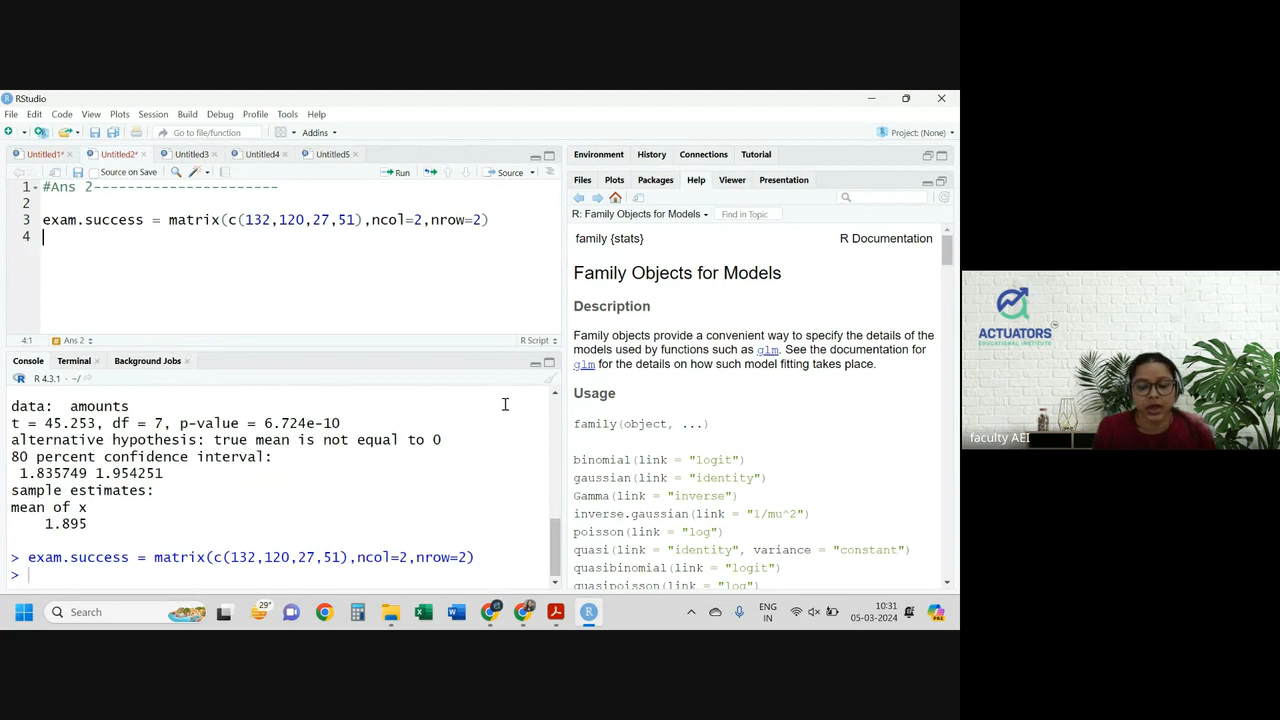 RStudio
File Edit Code View Plots Session Build Debug Profile Tools Help
Go to file/function Addins Project: (None)
Untitled1* Untitled2* Untitled3 Untitled4 Untitled5
Source on Save Run Source
1 #Ans 2----------------------
2
3 exam.success = matrix(c(132,120,27,51),ncol=2,nrow=2)
4
4:1 Ans 2 R Script
Console Terminal Background Jobs
R 4.3.1 · ~/
data: amounts
t = 45.253, df = 7, p-value = 6.724e-10
alternative hypothesis: true mean is not equal to 0
80 percent confidence interval:
1.835749 1.954251
sample estimates:
mean of x
1.895
> exam.success = matrix(c(132,120,27,51),ncol=2,nrow=2)
>
Environment History Connections Tutorial
Files Plots Packages Help Viewer Presentation
R: Family Objects for Models Find in Topic
family {stats} R Documentation
Family Objects for Models
Description
Family objects provide a convenient way to specify the details of the
models used by functions such as glm. See the documentation for
glm for the details on how such model fitting takes place.
Usage
family(object, ...)
binomial(link = "logit")
gaussian(link = "identity")
Gamma(link = "inverse")
inverse.gaussian(link = "1/mu^2")
poisson(link = "log")
quasi(link = "identity", variance = "constant")
quasibinomial(link = "logit")
quasipoisson(link = "log")
Search 29° ENG IN 10:31 05-03-2024
ACTUATORS
EDUCATIONAL INSTITUTE
faculty AEI